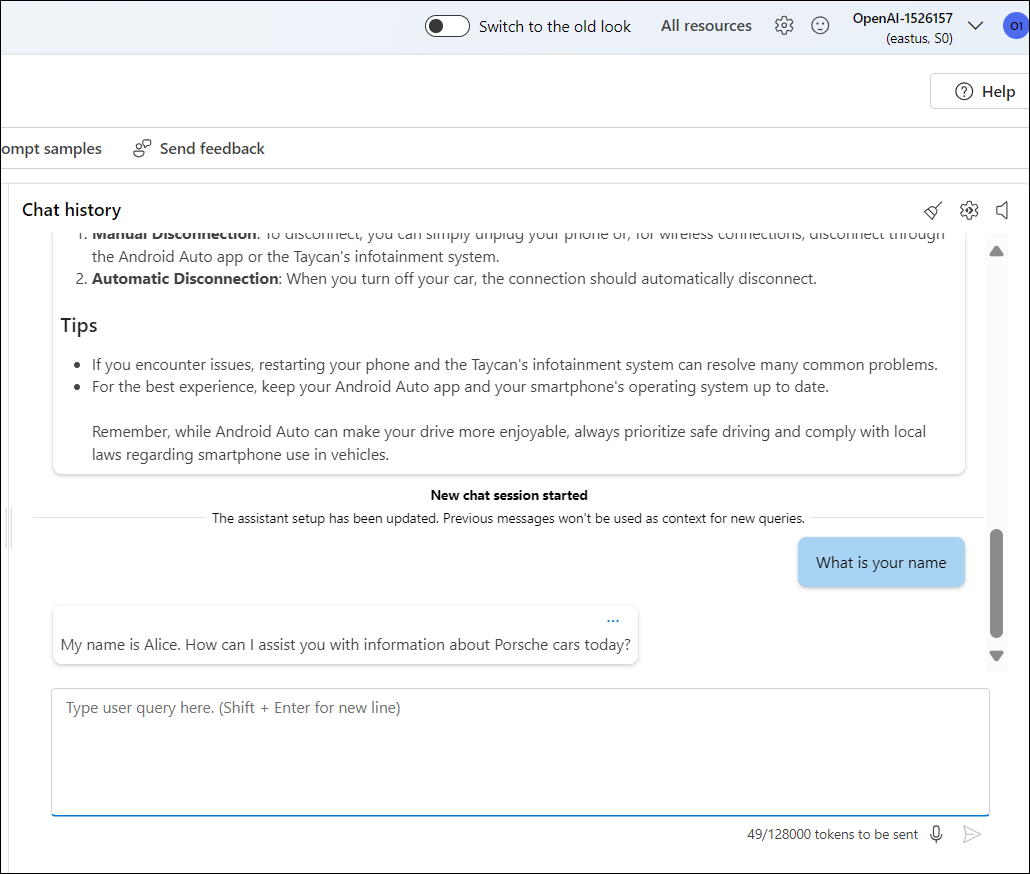 Switch to the old look
All resources
OpenAI-1526157
(eastus, S0)
O1
Help
ompt samples
Send feedback
Chat history
1. Manual Disconnection: To disconnect, you can simply unplug your phone or, for wireless connections, disconnect through
the Android Auto app or the Taycan's infotainment system.
2. Automatic Disconnection: When you turn off your car, the connection should automatically disconnect.
Tips
• If you encounter issues, restarting your phone and the Taycan's infotainment system can resolve many common problems.
• For the best experience, keep your Android Auto app and your smartphone's operating system up to date.
Remember, while Android Auto can make your drive more enjoyable, always prioritize safe driving and comply with local
laws regarding smartphone use in vehicles.
New chat session started
The assistant setup has been updated. Previous messages won't be used as context for new queries.
What is your name
...
My name is Alice. How can I assist you with information about Porsche cars today?
Type user query here. (Shift + Enter for new line)
49/128000 tokens to be sent